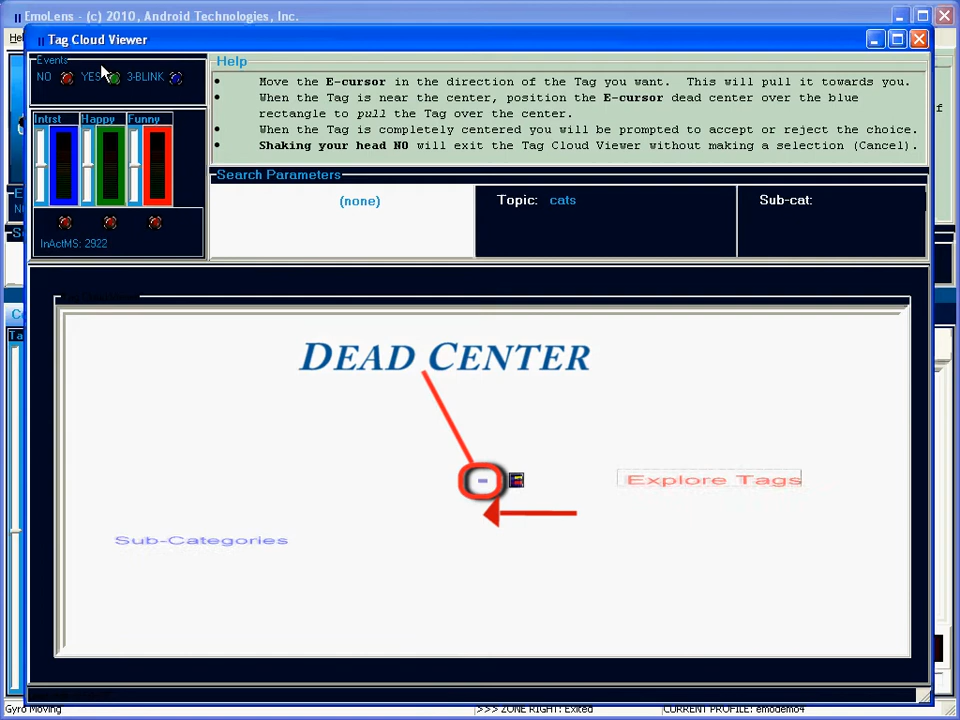 EmoLens - (c) 2010, Android Technologies, Inc.
Hel
Tag Cloud Viewer
Events
NO YES 3-BLINK
Intrst Happy Funny
InActMS: 2922
Help
Move the E-cursor in the direction of the Tag you want. This will pull it towards you.
When the Tag is near the center, position the E-cursor dead center over the blue
rectangle to pull the Tag over the center.
When the Tag is completely centered you will be prompted to accept or reject the choice.
Shaking your head NO will exit the Tag Cloud Viewer without making a selection (Cancel).
Search Parameters
(none)
Topic: cats
Sub-cat:
DEAD CENTER
Explore Tags
Sub-Categories
Gyro Moving
>>> ZONE RIGHT: Exited
CURRENT PROFILE: emodemo4